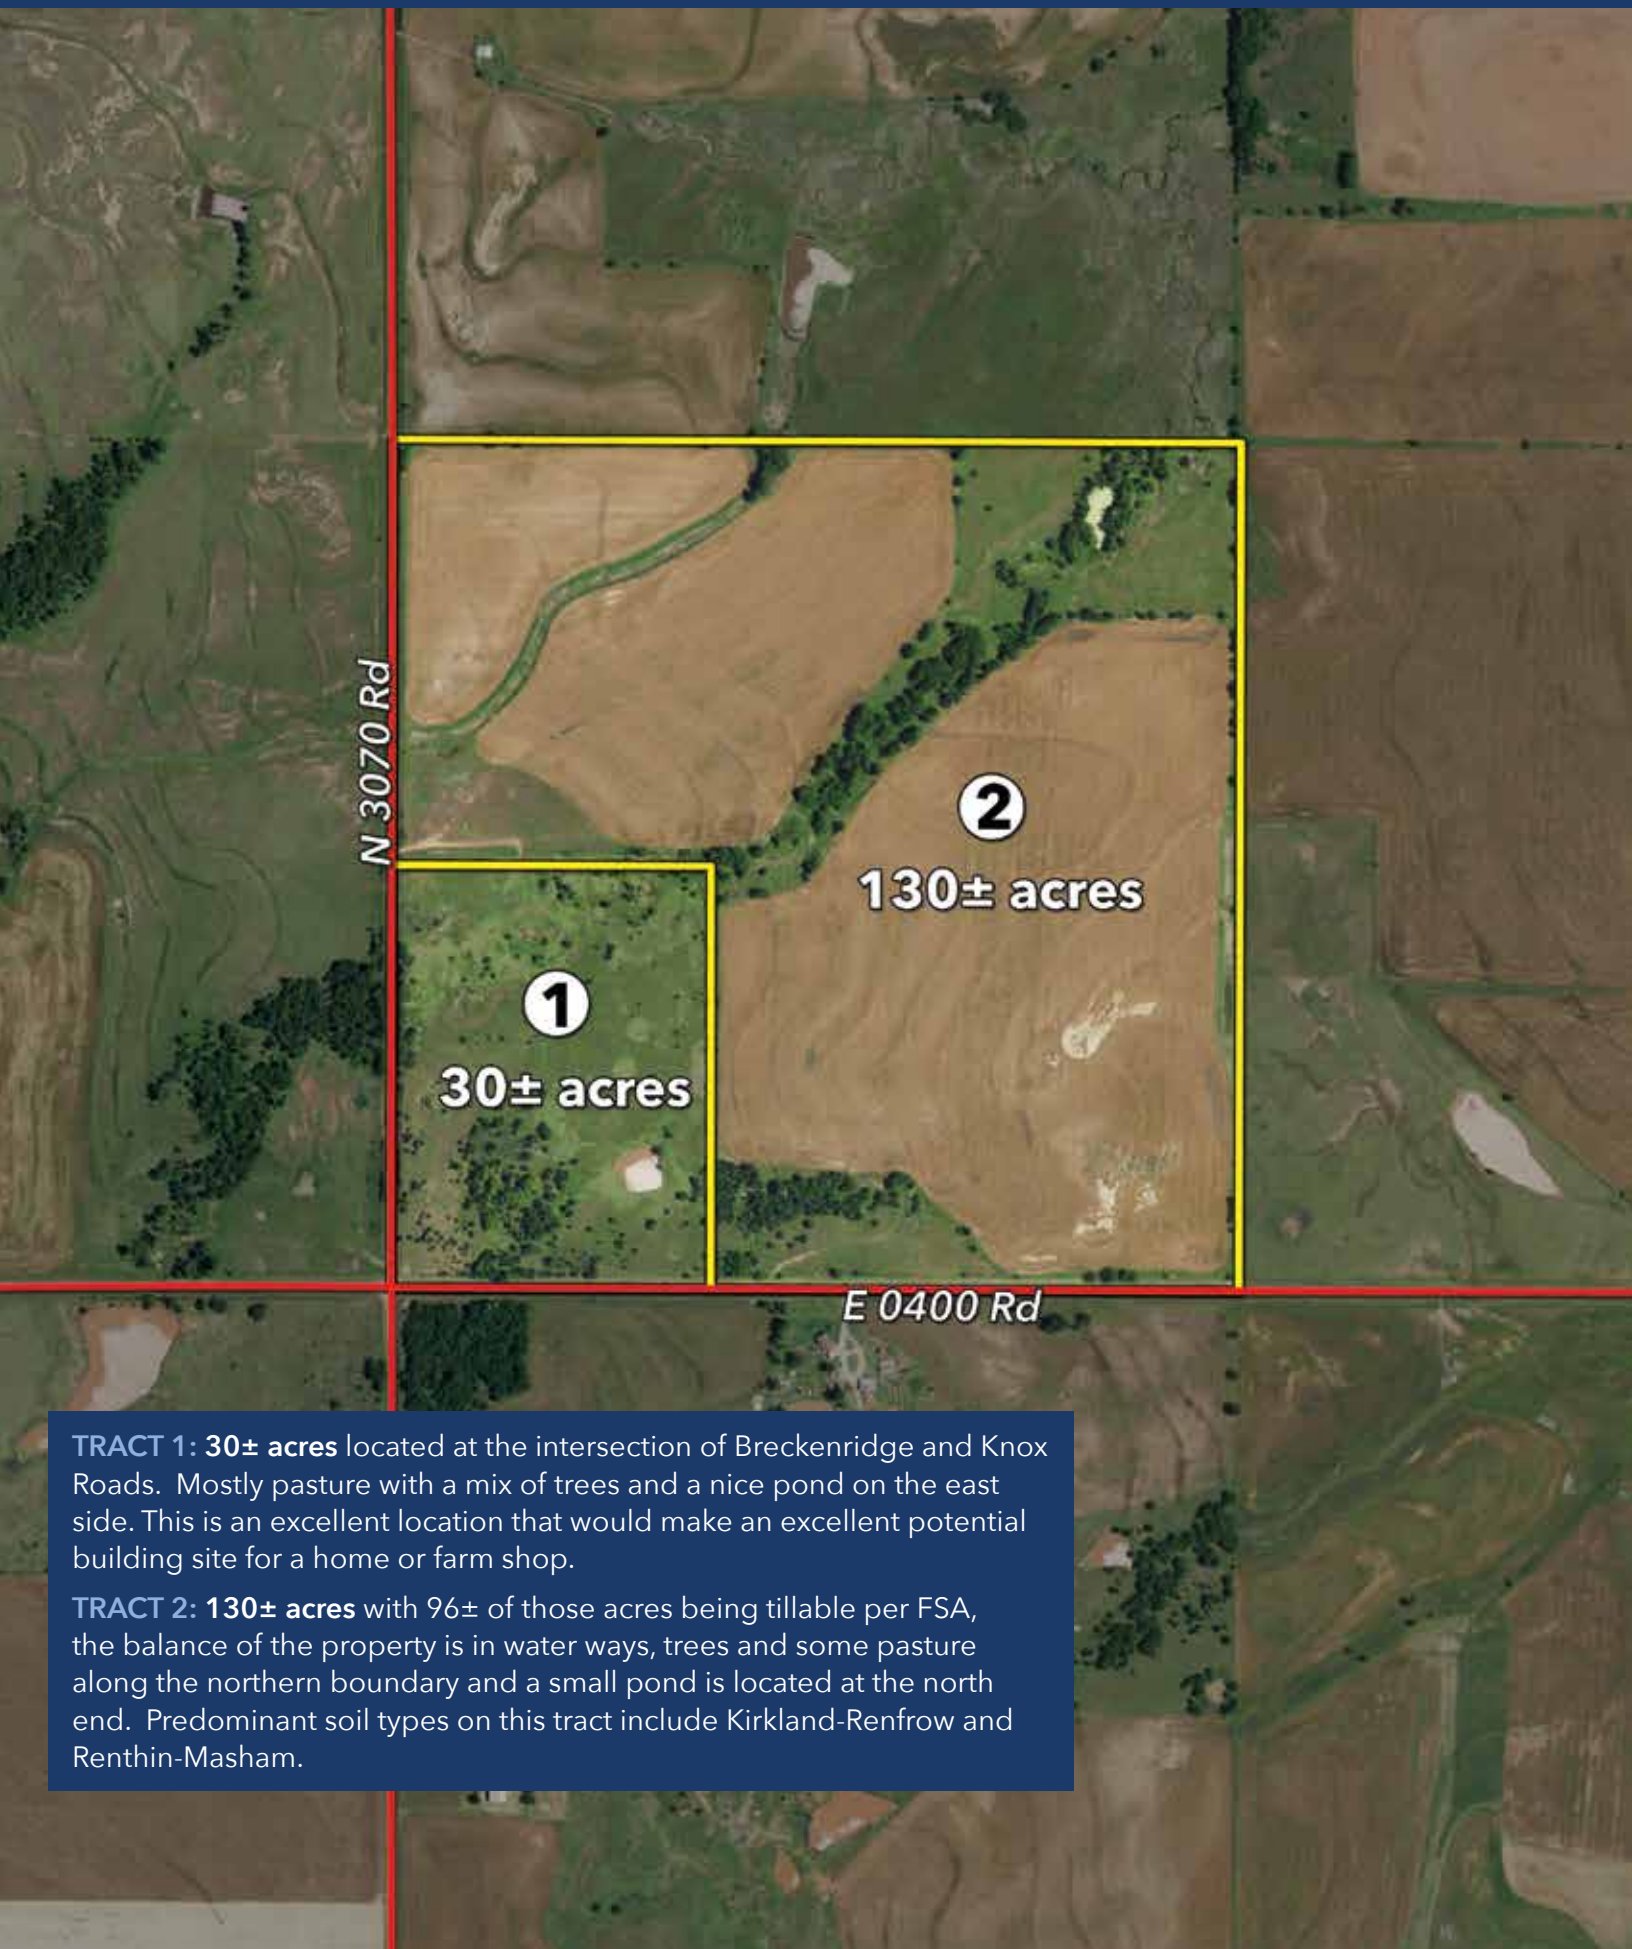 N 3070 Rd
2
130± acres
1
30± acres
E 0400 Rd
TRACT 1: 30± acres located at the intersection of Breckenridge and Knox
Roads.  Mostly pasture with a mix of trees and a nice pond on the east
side. This is an excellent location that would make an excellent potential
building site for a home or farm shop.
TRACT 2: 130± acres with 96± of those acres being tillable per FSA,
the balance of the property is in water ways, trees and some pasture
along the northern boundary and a small pond is located at the north
end.  Predominant soil types on this tract include Kirkland-Renfrow and
Renthin-Masham.